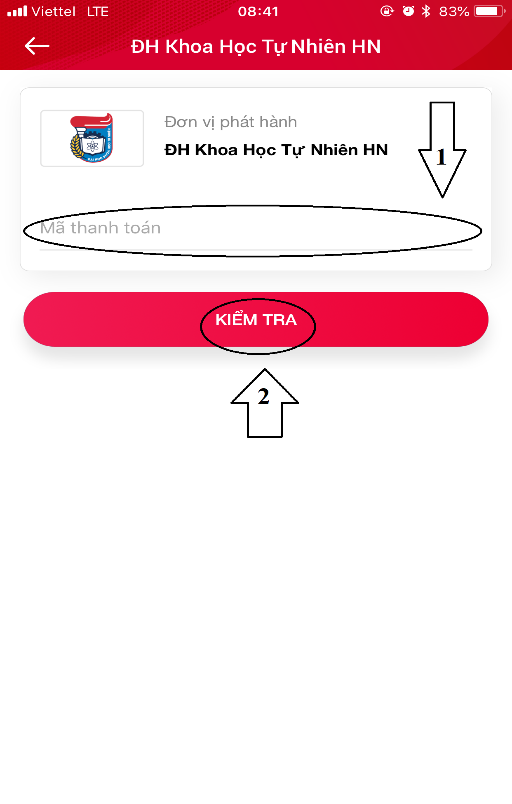 Viettel LTE 08:41 83%
ĐH Khoa Học Tự Nhiên HN
Đơn vị phát hành
ĐH Khoa Học Tự Nhiên HN
1
Mã thanh toán
KIỂM TRA
2